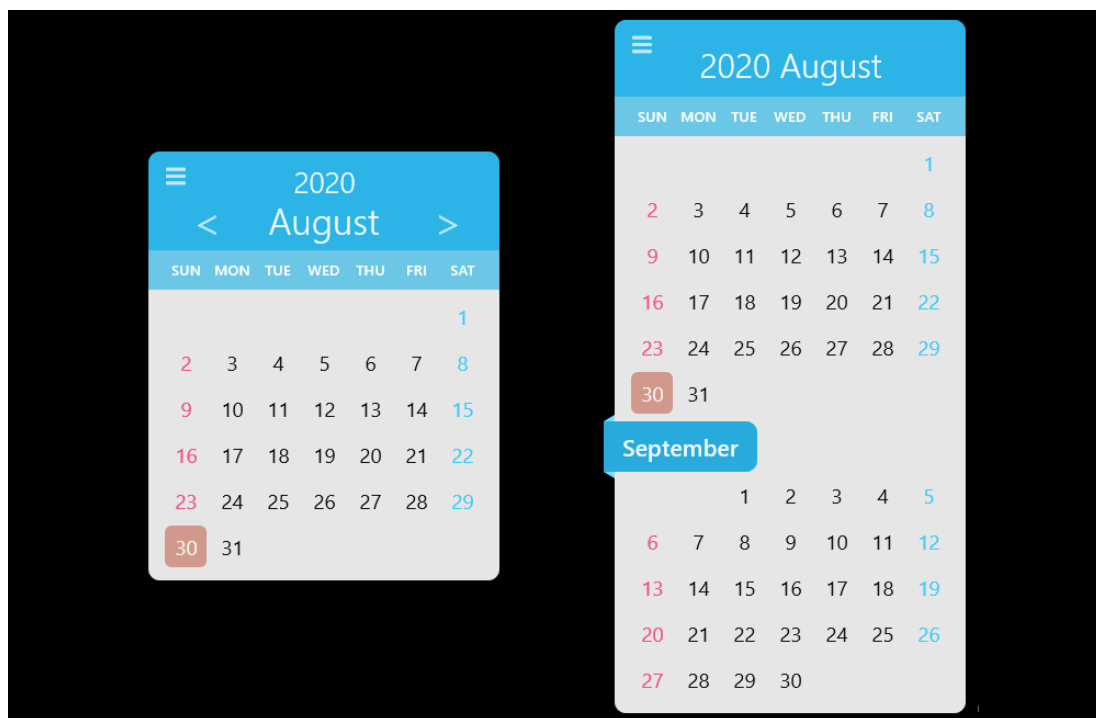 2020
< August >
SUN MON TUE WED THU FRI SAT
1
2 3 4 5 6 7 8
9 10 11 12 13 14 15
16 17 18 19 20 21 22
23 24 25 26 27 28 29
30 31
2020 August
SUN MON TUE WED THU FRI SAT
1
2 3 4 5 6 7 8
9 10 11 12 13 14 15
16 17 18 19 20 21 22
23 24 25 26 27 28 29
30 31
September
1 2 3 4 5
6 7 8 9 10 11 12
13 14 15 16 17 18 19
20 21 22 23 24 25 26
27 28 29 30